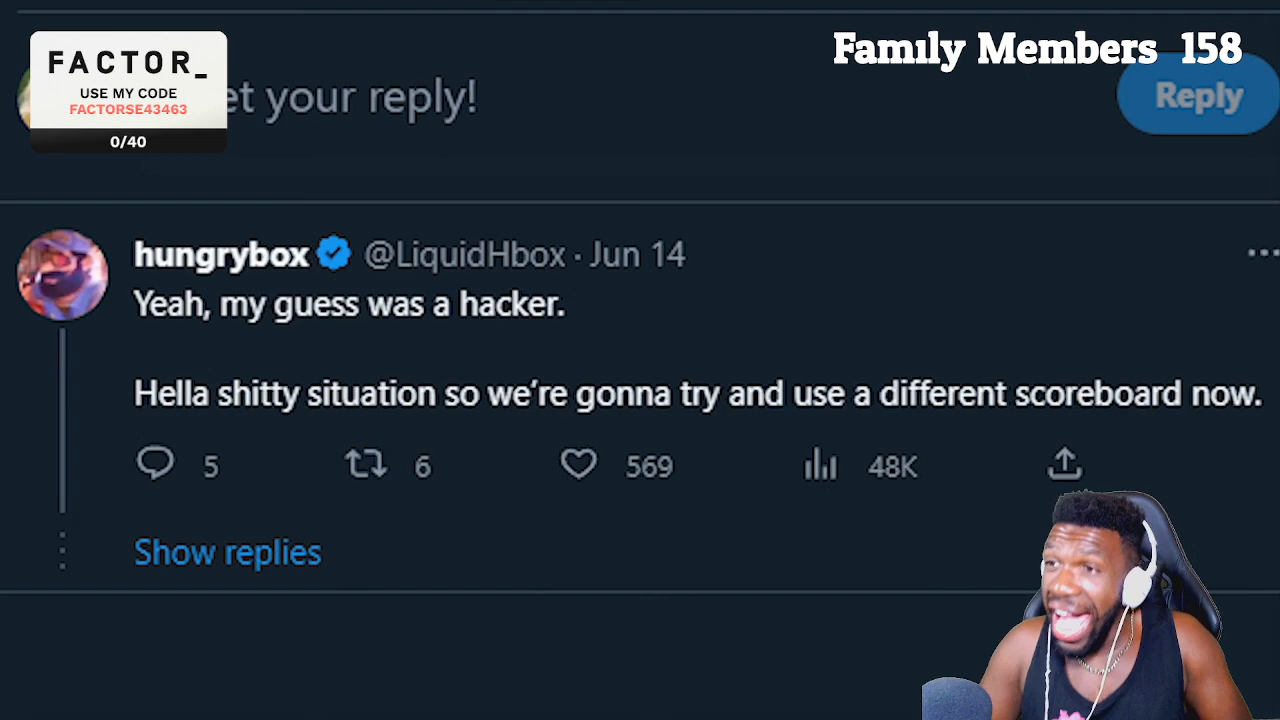 FACTOR_
USE MY CODE
FACTORSE43463
0/40
Family Members 158
et your reply!
Reply
hungrybox @LiquidHbox · Jun 14
Yeah, my guess was a hacker.
Hella shitty situation so we're gonna try and use a different scoreboard now.
5 6 569 48K
Show replies